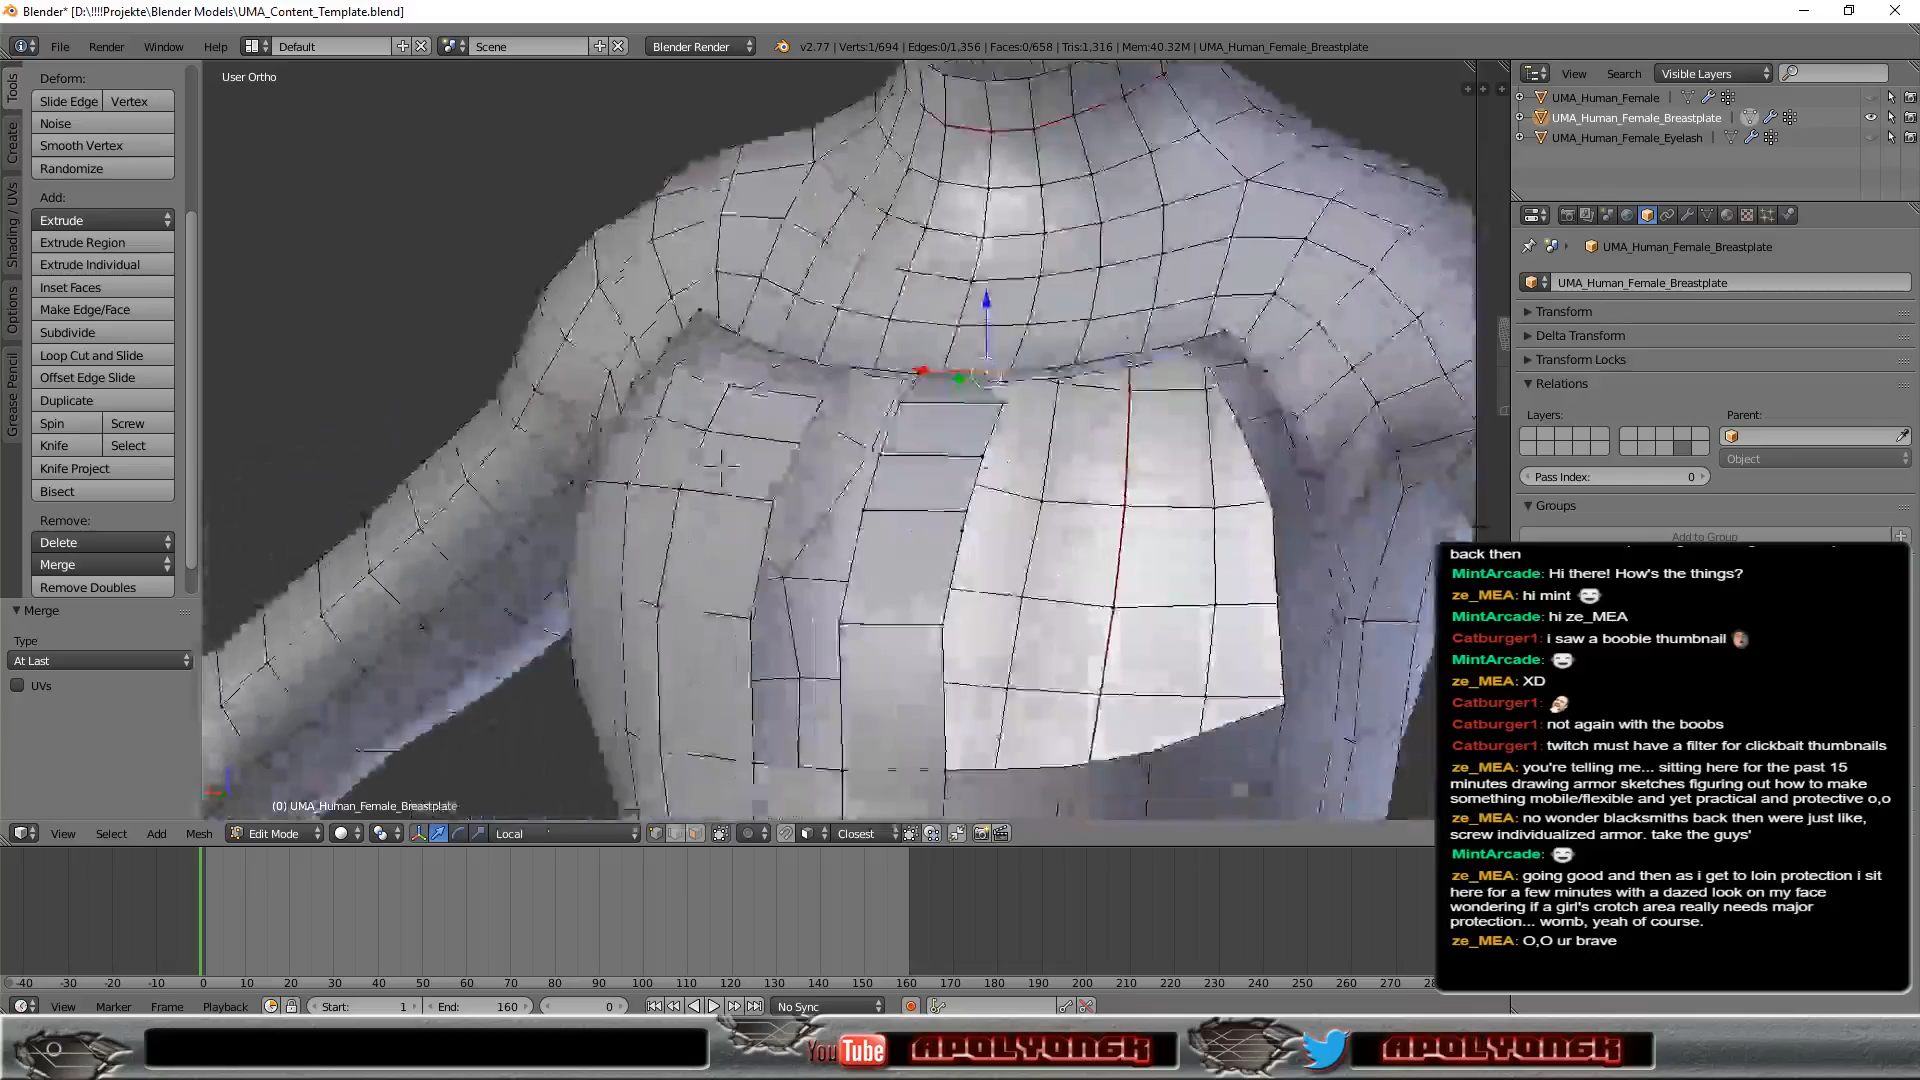 Blender* [D:\!!!!Projekte\Blender Models\UMA_Content_Template.blend]
File Render Window Help Default Scene Blender Render v2.77 | Verts:1/694 | Edges:0/1,356 | Faces:0/658 | Tris:1,316 | Mem:40.32M | UMA_Human_Female_Breastplate
View Search Visible Layers
Tools
Create
Shading / UVs
Options
Grease Pencil
Deform:
Slide Edge Vertex
Noise
Smooth Vertex
Randomize
Add:
Extrude
Extrude Region
Extrude Individual
Inset Faces
Make Edge/Face
Subdivide
Loop Cut and Slide
Offset Edge Slide
Duplicate
Spin Screw
Knife Select
Knife Project
Bisect
Remove:
Delete
Merge
Remove Doubles
Merge
Type
At Last
UVs
User Ortho
(0) UMA_Human_Female_Breastplate
UMA_Human_Female
UMA_Human_Female_Breastplate
UMA_Human_Female_Eyelash
UMA_Human_Female_Breastplate
UMA_Human_Female_Breastplate
Transform
Delta Transform
Transform Locks
Relations
Layers: Parent:
Object
Pass Index: 0
Groups
Add to Group
back then
MintArcade: Hi there! How's the things?
ze_MEA: hi mint
MintArcade: hi ze_MEA
Catburger1: i saw a boobie thumbnail
MintArcade:
ze_MEA: XD
Catburger1:
Catburger1: not again with the boobs
Catburger1: twitch must have a filter for clickbait thumbnails
ze_MEA: you're telling me... sitting here for the past 15
minutes drawing armor sketches figuring out how to make
something mobile/flexible and yet practical and protective o,o
ze_MEA: no wonder blacksmiths back then were just like,
screw individualized armor. take the guys'
MintArcade:
ze_MEA: going good and then as i get to loin protection i sit
here for a few minutes with a dazed look on my face
wondering if a girl's crotch area really needs major
protection... womb, yeah of course.
ze_MEA: O,O ur brave
View Select Add Mesh Edit Mode Local Closest
-40 -30 -20 -10 0 10 20 30 40 50 60 70 80 90 100 110 120 130 140 150 160 170 180 190 200 210 220 230 240 250 260 270
View Marker Frame Playback Start: 1 End: 160 0 No Sync
YouTube APOLYON6K APOLYON6K